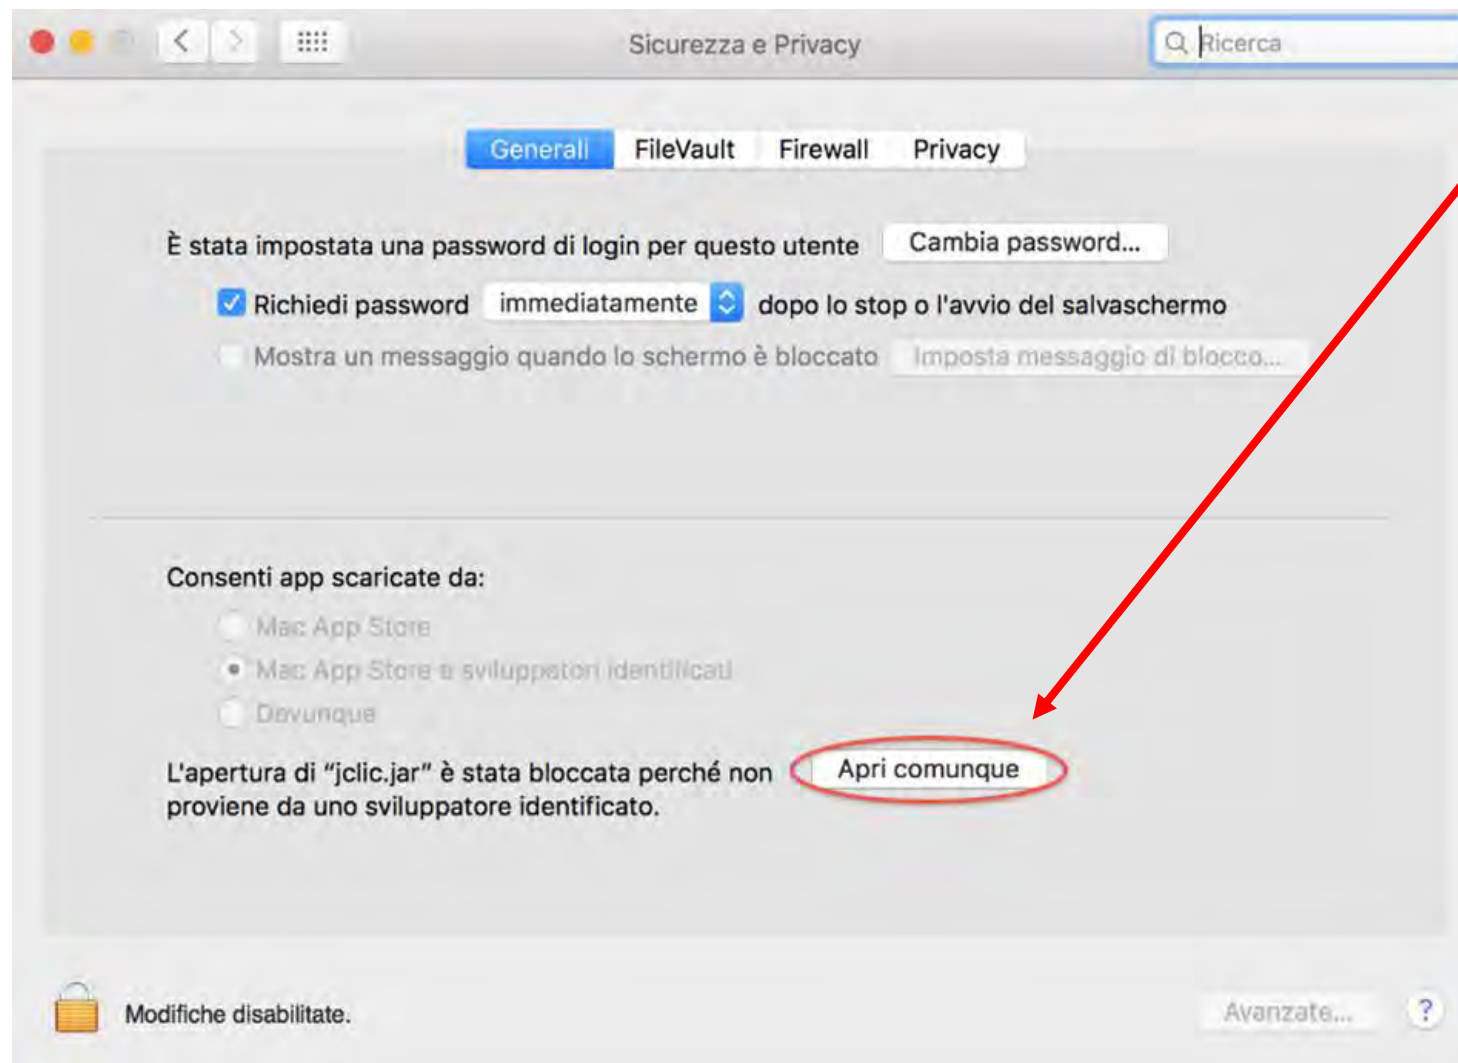 Sicurezza e Privacy
Ricerca
Generali FileVault Firewall Privacy
È stata impostata una password di login per questo utente Cambia password...
Richiedi password immediatamente dopo lo stop o l'avvio del salvaschermo
Mostra un messaggio quando lo schermo è bloccato Imposta messaggio di blocco...
Consenti app scaricate da:
Mac App Store
Mac App Store e sviluppatori identificati
Dovunque
L'apertura di “jclic.jar” è stata bloccata perché non
proviene da uno sviluppatore identificato.
Apri comunque
Modifiche disabilitate.
Avanzate... ?